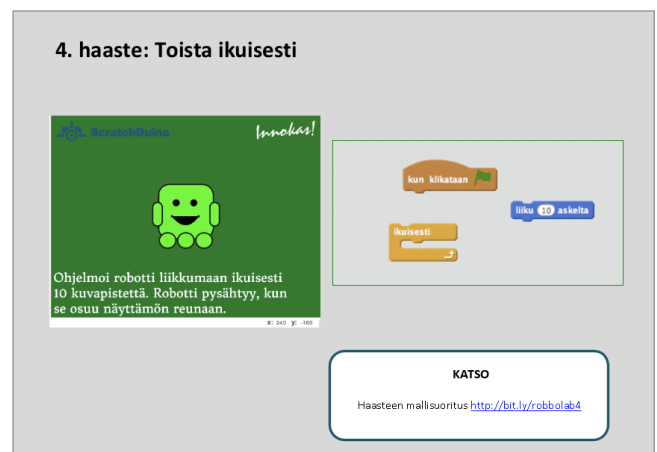 4. haaste: Toista ikuisesti
ScratchDuino
Innokas!
Ohjelmoi robotti liikkumaan ikuisesti
10 kuvapistettä. Robotti pysähtyy, kun
se osuu näyttämön reunaan.
x: 240 y: -180
kun klikataan
liiku 10 askelta
ikuisesti
KATSO
Haasteen mallisuoritus http://bit.ly/robbolab4